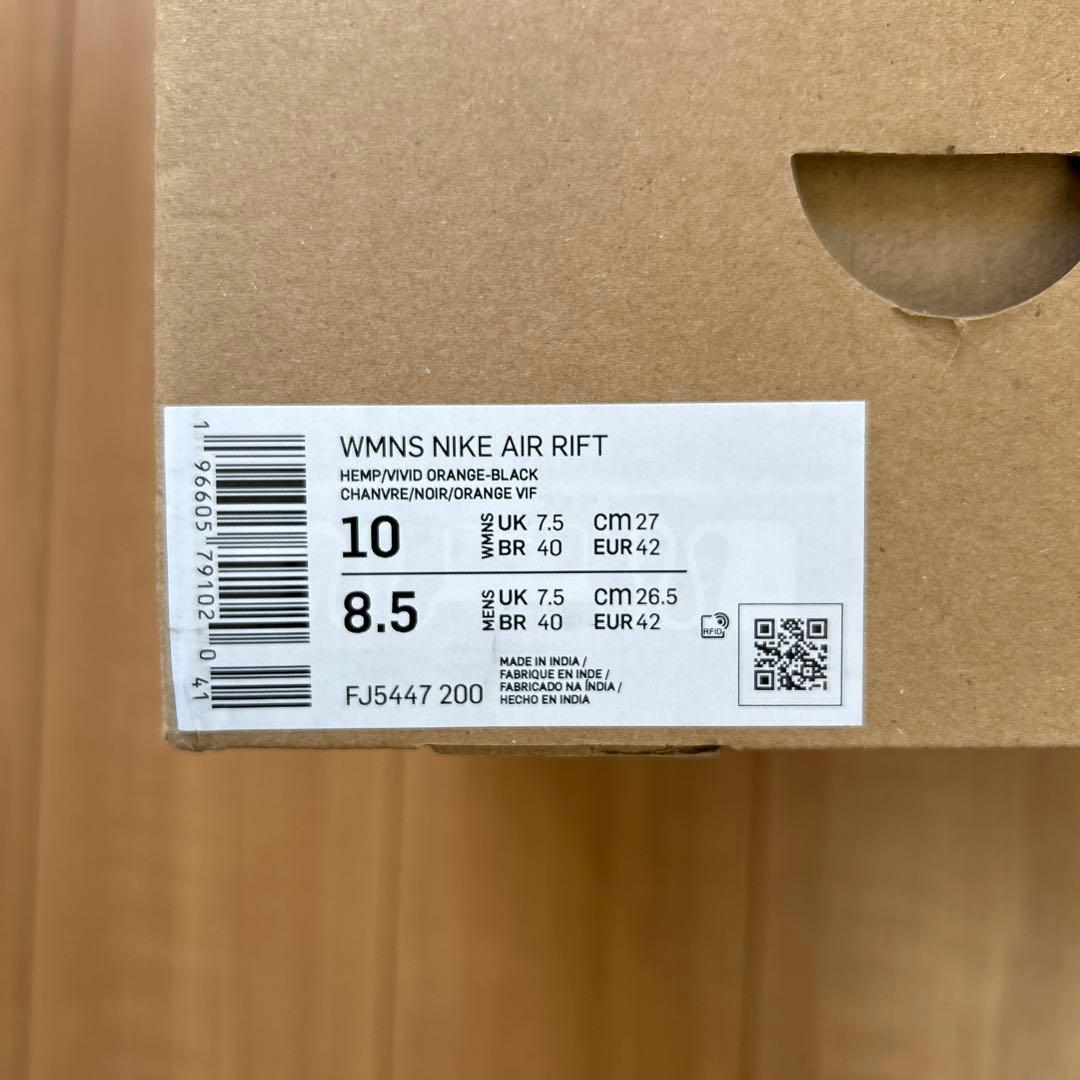 WMNS NIKE AIR RIFT
HEMP/VIVID ORANGE-BLACK
CHANVRE/NOIR/ORANGE VIF
10 WMNS UK 7.5 cm 27
BR 40 EUR 42
8.5 MENS UK 7.5 cm 26.5
BR 40 EUR 42
RFID
MADE IN INDIA /
FABRIQUE EN INDE /
FABRICADO NA ÍNDIA /
HECHO EN INDIA
FJ5447 200
1 96605 79102 0 41